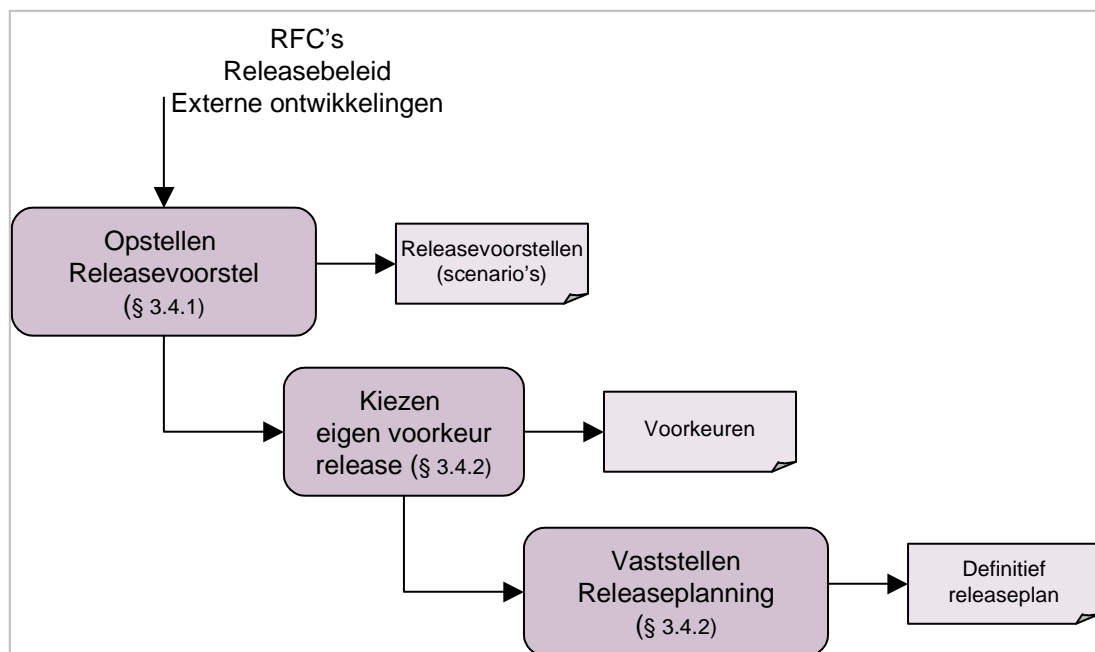 RFC's
Releasebeleid
Externe ontwikkelingen
Opstellen
Releasevoorstel
(§ 3.4.1)
Releasevoorstellen
(scenario's)
Kiezen
eigen voorkeur
release (§ 3.4.2)
Voorkeuren
Vaststellen
Releaseplanning
(§ 3.4.2)
Definitief
releaseplan